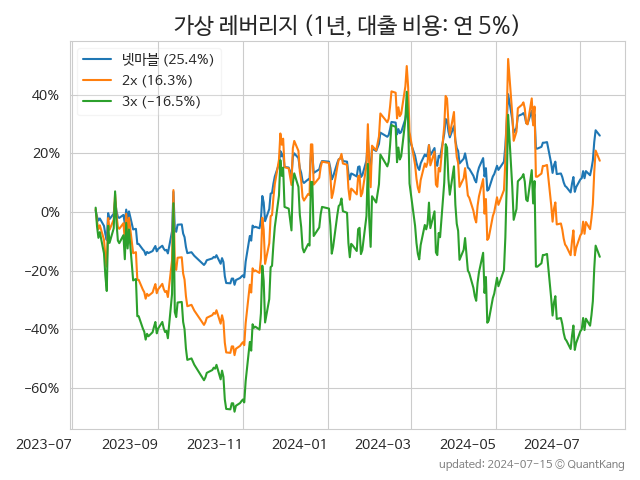 가상 레버리지 (1년, 대출 비용: 연 5%)
넷마블 (25.4%)
2x (16.3%)
3x (−16.5%)
40%
20%
0%
−20%
−40%
−60%
2023-07 2023-09 2023-11 2024-01 2024-03 2024-05 2024-07
updated: 2024-07-15 © QuantKang